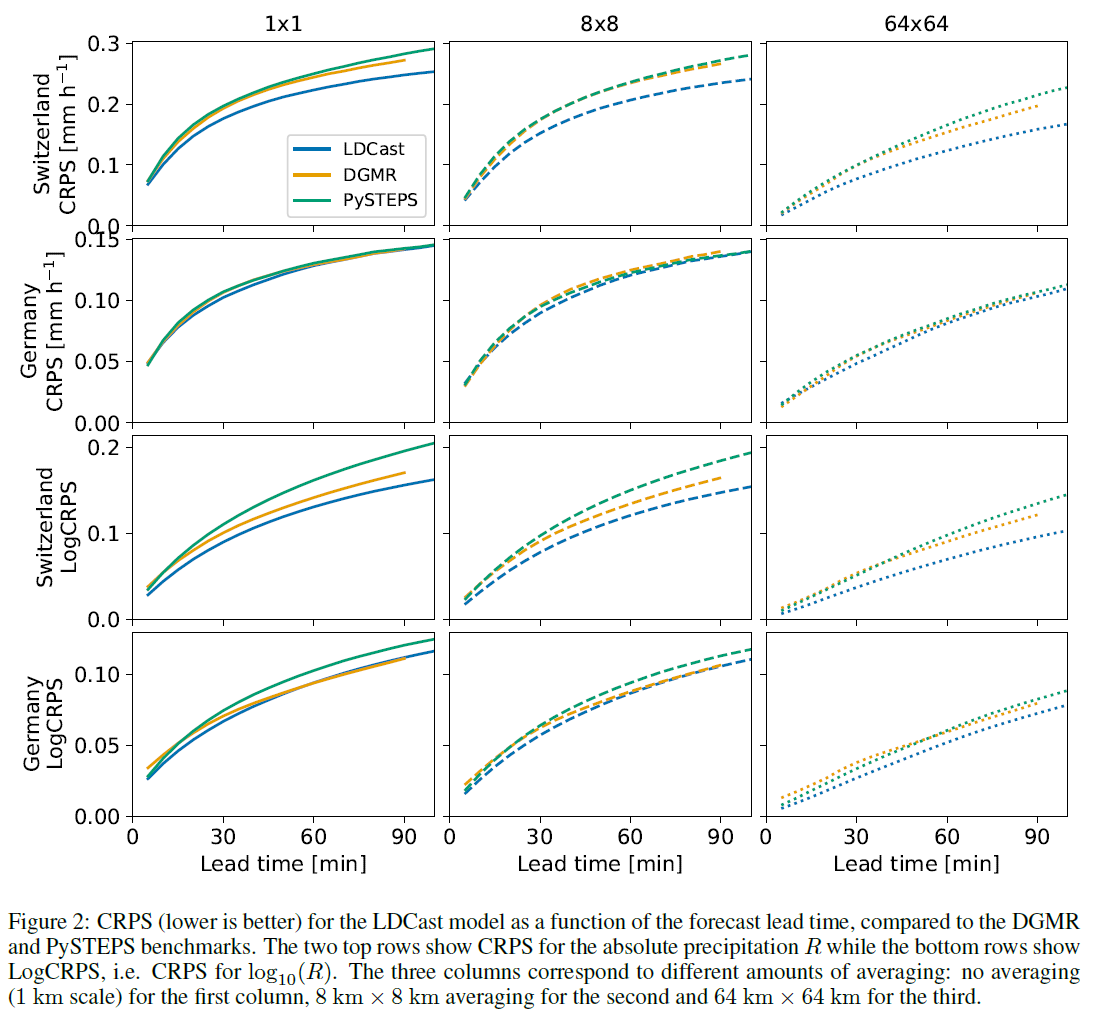 1x1 8x8 64x64
Switzerland
CRPS [mm h⁻¹]
0.3
0.2
0.1
0.0
LDCast
DGMR
PySTEPS
Germany
CRPS [mm h⁻¹]
0.15
0.10
0.05
0.00
Switzerland
LogCRPS
0.2
0.1
0.0
Germany
LogCRPS
0.10
0.05
0.00
0 30 60 90 0 30 60 90 0 30 60 90
Lead time [min] Lead time [min] Lead time [min]
Figure 2: CRPS (lower is better) for the LDCast model as a function of the forecast lead time, compared to the DGMR
and PySTEPS benchmarks. The two top rows show CRPS for the absolute precipitation R while the bottom rows show
LogCRPS, i.e. CRPS for log₁₀(R). The three columns correspond to different amounts of averaging: no averaging
(1 km scale) for the first column, 8 km × 8 km averaging for the second and 64 km × 64 km for the third.